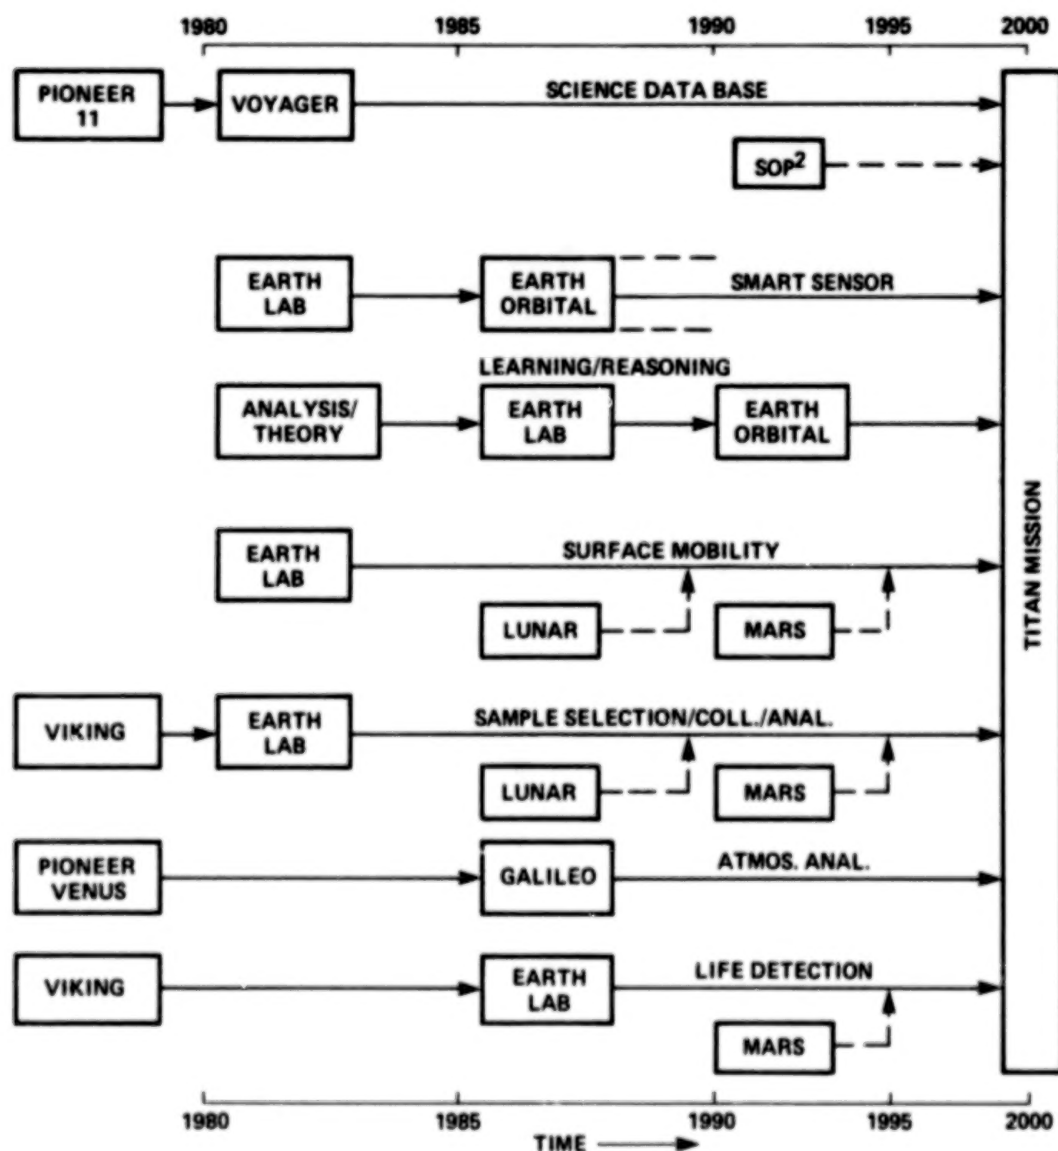 1980 1985 1990 1995 2000
PIONEER
11
VOYAGER
SCIENCE DATA BASE
SOP²
EARTH
LAB
EARTH
ORBITAL
SMART SENSOR
LEARNING/REASONING
ANALYSIS/
THEORY
EARTH
LAB
EARTH
ORBITAL
EARTH
LAB
SURFACE MOBILITY
LUNAR
MARS
VIKING
EARTH
LAB
SAMPLE SELECTION/COLL./ANAL.
LUNAR
MARS
PIONEER
VENUS
GALILEO
ATMOS. ANAL.
VIKING
EARTH
LAB
LIFE DETECTION
MARS
TITAN MISSION
1980 1985 1990 1995 2000
TIME